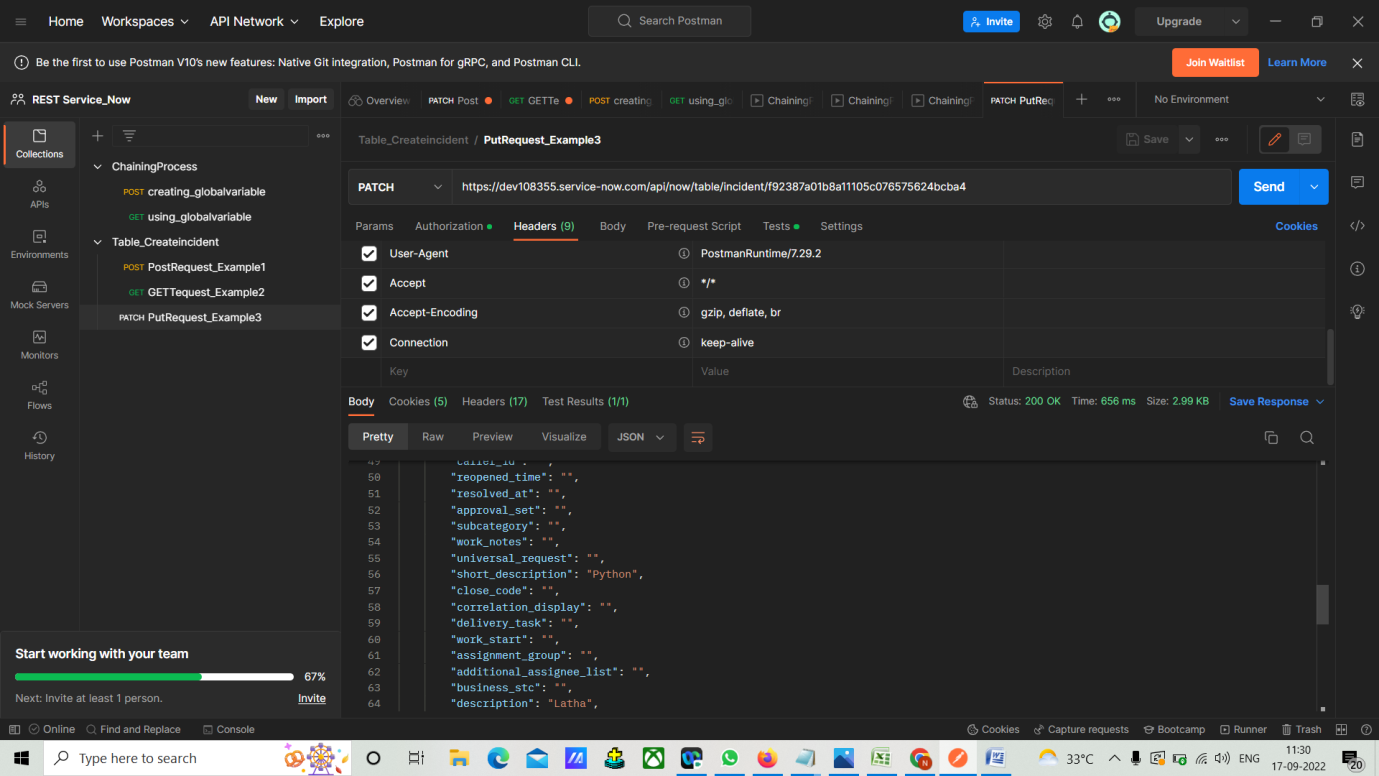 Home Workspaces API Network Explore Search Postman Invite Upgrade
Be the first to use Postman V10's new features: Native Git integration, Postman for gRPC, and Postman CLI. Join Waitlist Learn More
REST Service_Now New Import Overview PATCH Post GET GETTe POST creating GET using_glo ChainingP ChainingP ChainingP PATCH PutReq No Environment
Collections
APIs
Environments
Mock Servers
Monitors
Flows
History
ChainingProcess
POST creating_globalvariable
GET using_globalvariable
Table_Createincident
POST PostRequest_Example1
GET GETTequest_Example2
PATCH PutRequest_Example3
Table_Createincident / PutRequest_Example3 Save
PATCH https://dev108355.service-now.com/api/now/table/incident/f92387a01b8a11105c076575624bcba4 Send
Params Authorization Headers (9) Body Pre-request Script Tests Settings Cookies
User-Agent PostmanRuntime/7.29.2
Accept */*
Accept-Encoding gzip, deflate, br
Connection keep-alive
Key Value Description
Body Cookies (5) Headers (17) Test Results (1/1) Status: 200 OK Time: 656 ms Size: 2.99 KB Save Response
Pretty Raw Preview Visualize JSON
49 "caller_id": "",
50 "reopened_time": "",
51 "resolved_at": "",
52 "approval_set": "",
53 "subcategory": "",
54 "work_notes": "",
55 "universal_request": "",
56 "short_description": "Python",
57 "close_code": "",
58 "correlation_display": "",
59 "delivery_task": "",
60 "work_start": "",
61 "assignment_group": "",
62 "additional_assignee_list": "",
63 "business_stc": "",
64 "description": "Latha",
Start working with your team
67%
Next: Invite at least 1 person. Invite
Online Find and Replace Console Cookies Capture requests Bootcamp Runner Trash
Type here to search 33°C ENG 11:30
17-09-2022 20